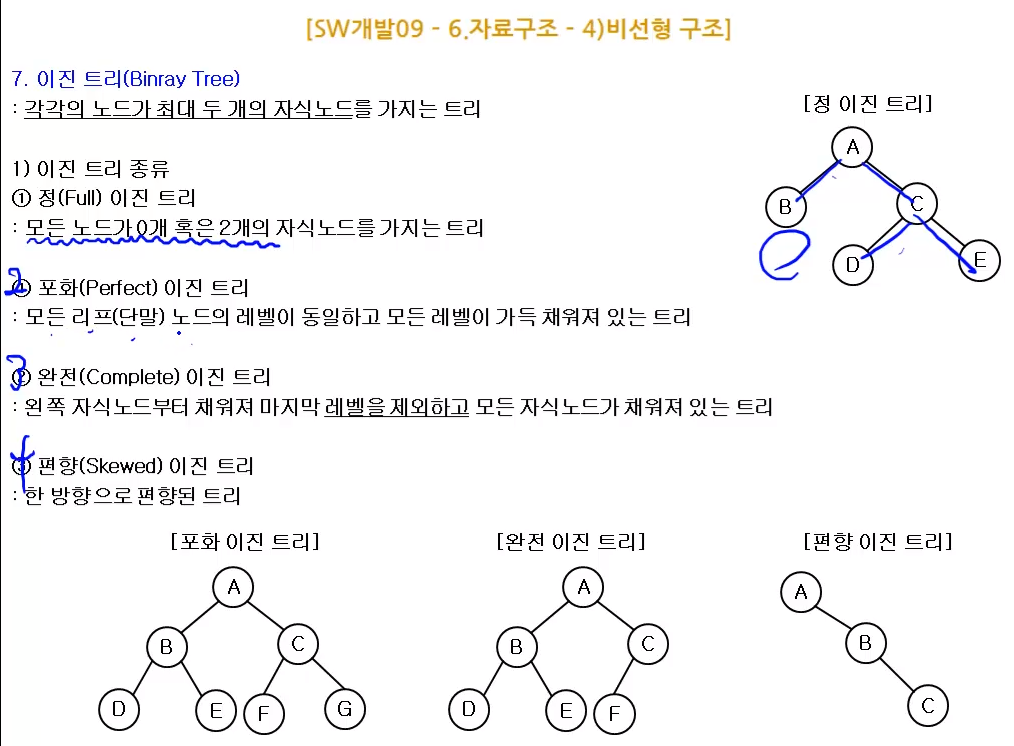 [SW개발09 - 6.자료구조 - 4)비선형 구조]
7. 이진 트리(Binray Tree)
: 각각의 노드가 최대 두 개의 자식노드를 가지는 트리
[정 이진 트리]
A
B
C
D
E
1) 이진 트리 종류
① 정(Full) 이진 트리
: 모든 노드가 0개 혹은 2개의 자식노드를 가지는 트리
2 ① 포화(Perfect) 이진 트리
: 모든 리프(단말) 노드의 레벨이 동일하고 모든 레벨이 가득 채워져 있는 트리
3 ② 완전(Complete) 이진 트리
: 왼쪽 자식노드부터 채워져 마지막 레벨을 제외하고 모든 자식노드가 채워져 있는 트리
4 ③ 편향(Skewed) 이진 트리
: 한 방향으로 편향된 트리
[포화 이진 트리]
A
B C
D E F G
[완전 이진 트리]
A
B C
D E F
[편향 이진 트리]
A
B
C